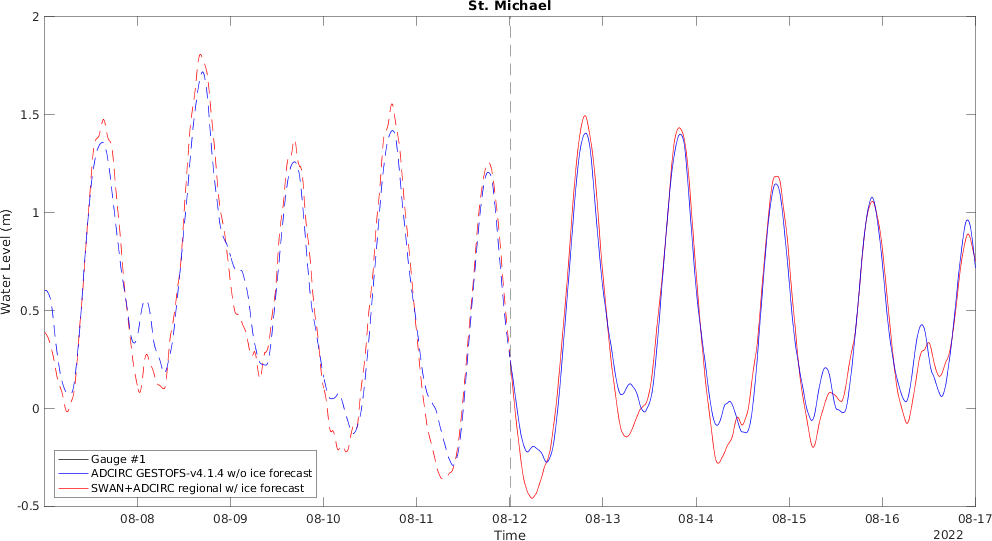 St. Michael
2
1.5
1
0.5
0
-0.5
Water Level (m)
Gauge #1
ADCIRC GESTOFS-v4.1.4 w/o ice forecast
SWAN+ADCIRC regional w/ ice forecast
08-08 08-09 08-10 08-11 08-12 08-13 08-14 08-15 08-16 08-17
Time
2022